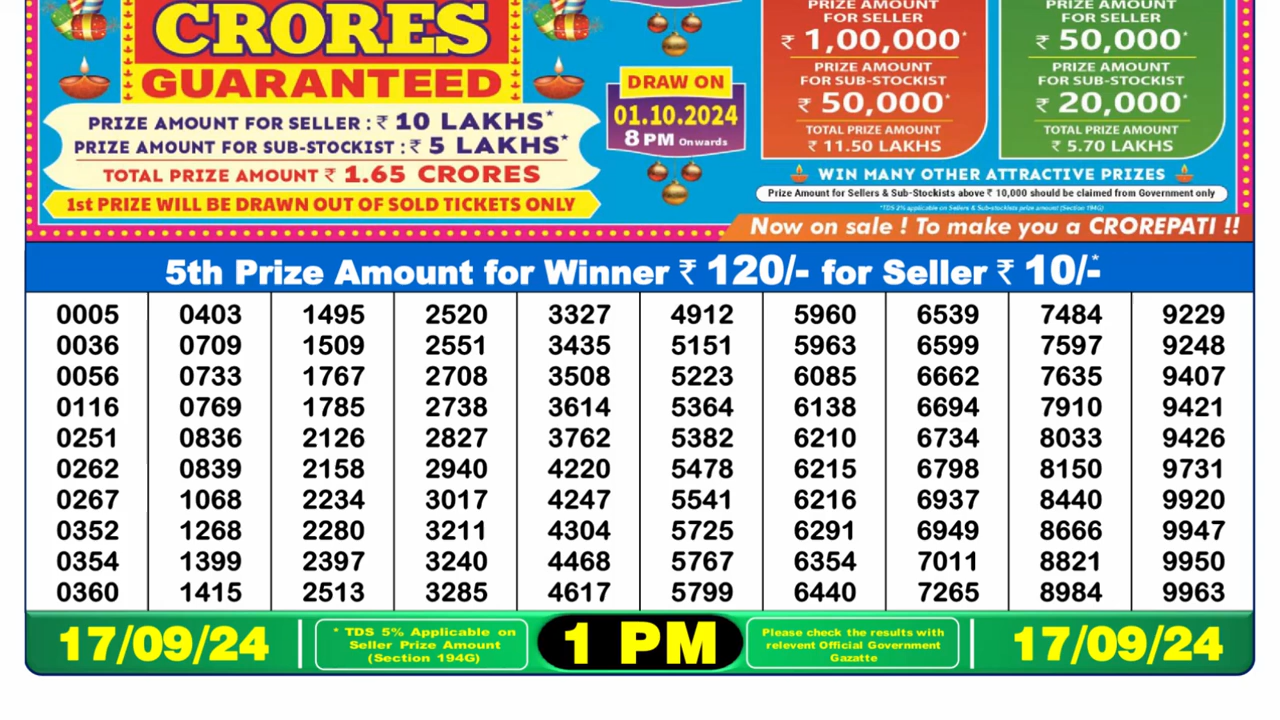 CRORES
GUARANTEED
PRIZE AMOUNT FOR SELLER : ₹ 10 LAKHS*
PRIZE AMOUNT FOR SUB-STOCKIST : ₹ 5 LAKHS*
TOTAL PRIZE AMOUNT ₹ 1.65 CRORES
1st PRIZE WILL BE DRAWN OUT OF SOLD TICKETS ONLY
DRAW ON
01.10.2024
8 PM Onwards
PRIZE AMOUNT
FOR SELLER
₹ 1,00,000*
PRIZE AMOUNT
FOR SUB-STOCKIST
₹ 50,000*
TOTAL PRIZE AMOUNT
₹ 11.50 LAKHS
PRIZE AMOUNT
FOR SELLER
₹ 50,000*
PRIZE AMOUNT
FOR SUB-STOCKIST
₹ 20,000*
TOTAL PRIZE AMOUNT
₹ 5.70 LAKHS
WIN MANY OTHER ATTRACTIVE PRIZES
Prize Amount for Sellers & Sub-Stockists above ₹ 10,000 should be claimed from Government only
*TDS 2% applicable on Sellers & Sub-stockists prize amount (Section 194G)
Now on sale ! To make you a CROREPATI !!
5th Prize Amount for Winner ₹ 120/- for Seller ₹ 10/-*
0005 0403 1495 2520 3327 4912 5960 6539 7484 9229
0036 0709 1509 2551 3435 5151 5963 6599 7597 9248
0056 0733 1767 2708 3508 5223 6085 6662 7635 9407
0116 0769 1785 2738 3614 5364 6138 6694 7910 9421
0251 0836 2126 2827 3762 5382 6210 6734 8033 9426
0262 0839 2158 2940 4220 5478 6215 6798 8150 9731
0267 1068 2234 3017 4247 5541 6216 6937 8440 9920
0352 1268 2280 3211 4304 5725 6291 6949 8666 9947
0354 1399 2397 3240 4468 5767 6354 7011 8821 9950
0360 1415 2513 3285 4617 5799 6440 7265 8984 9963
17/09/24
* TDS 5% Applicable on
Seller Prize Amount
(Section 194G)
1 PM
Please check the results with
relevent Official Government
Gazatte
17/09/24